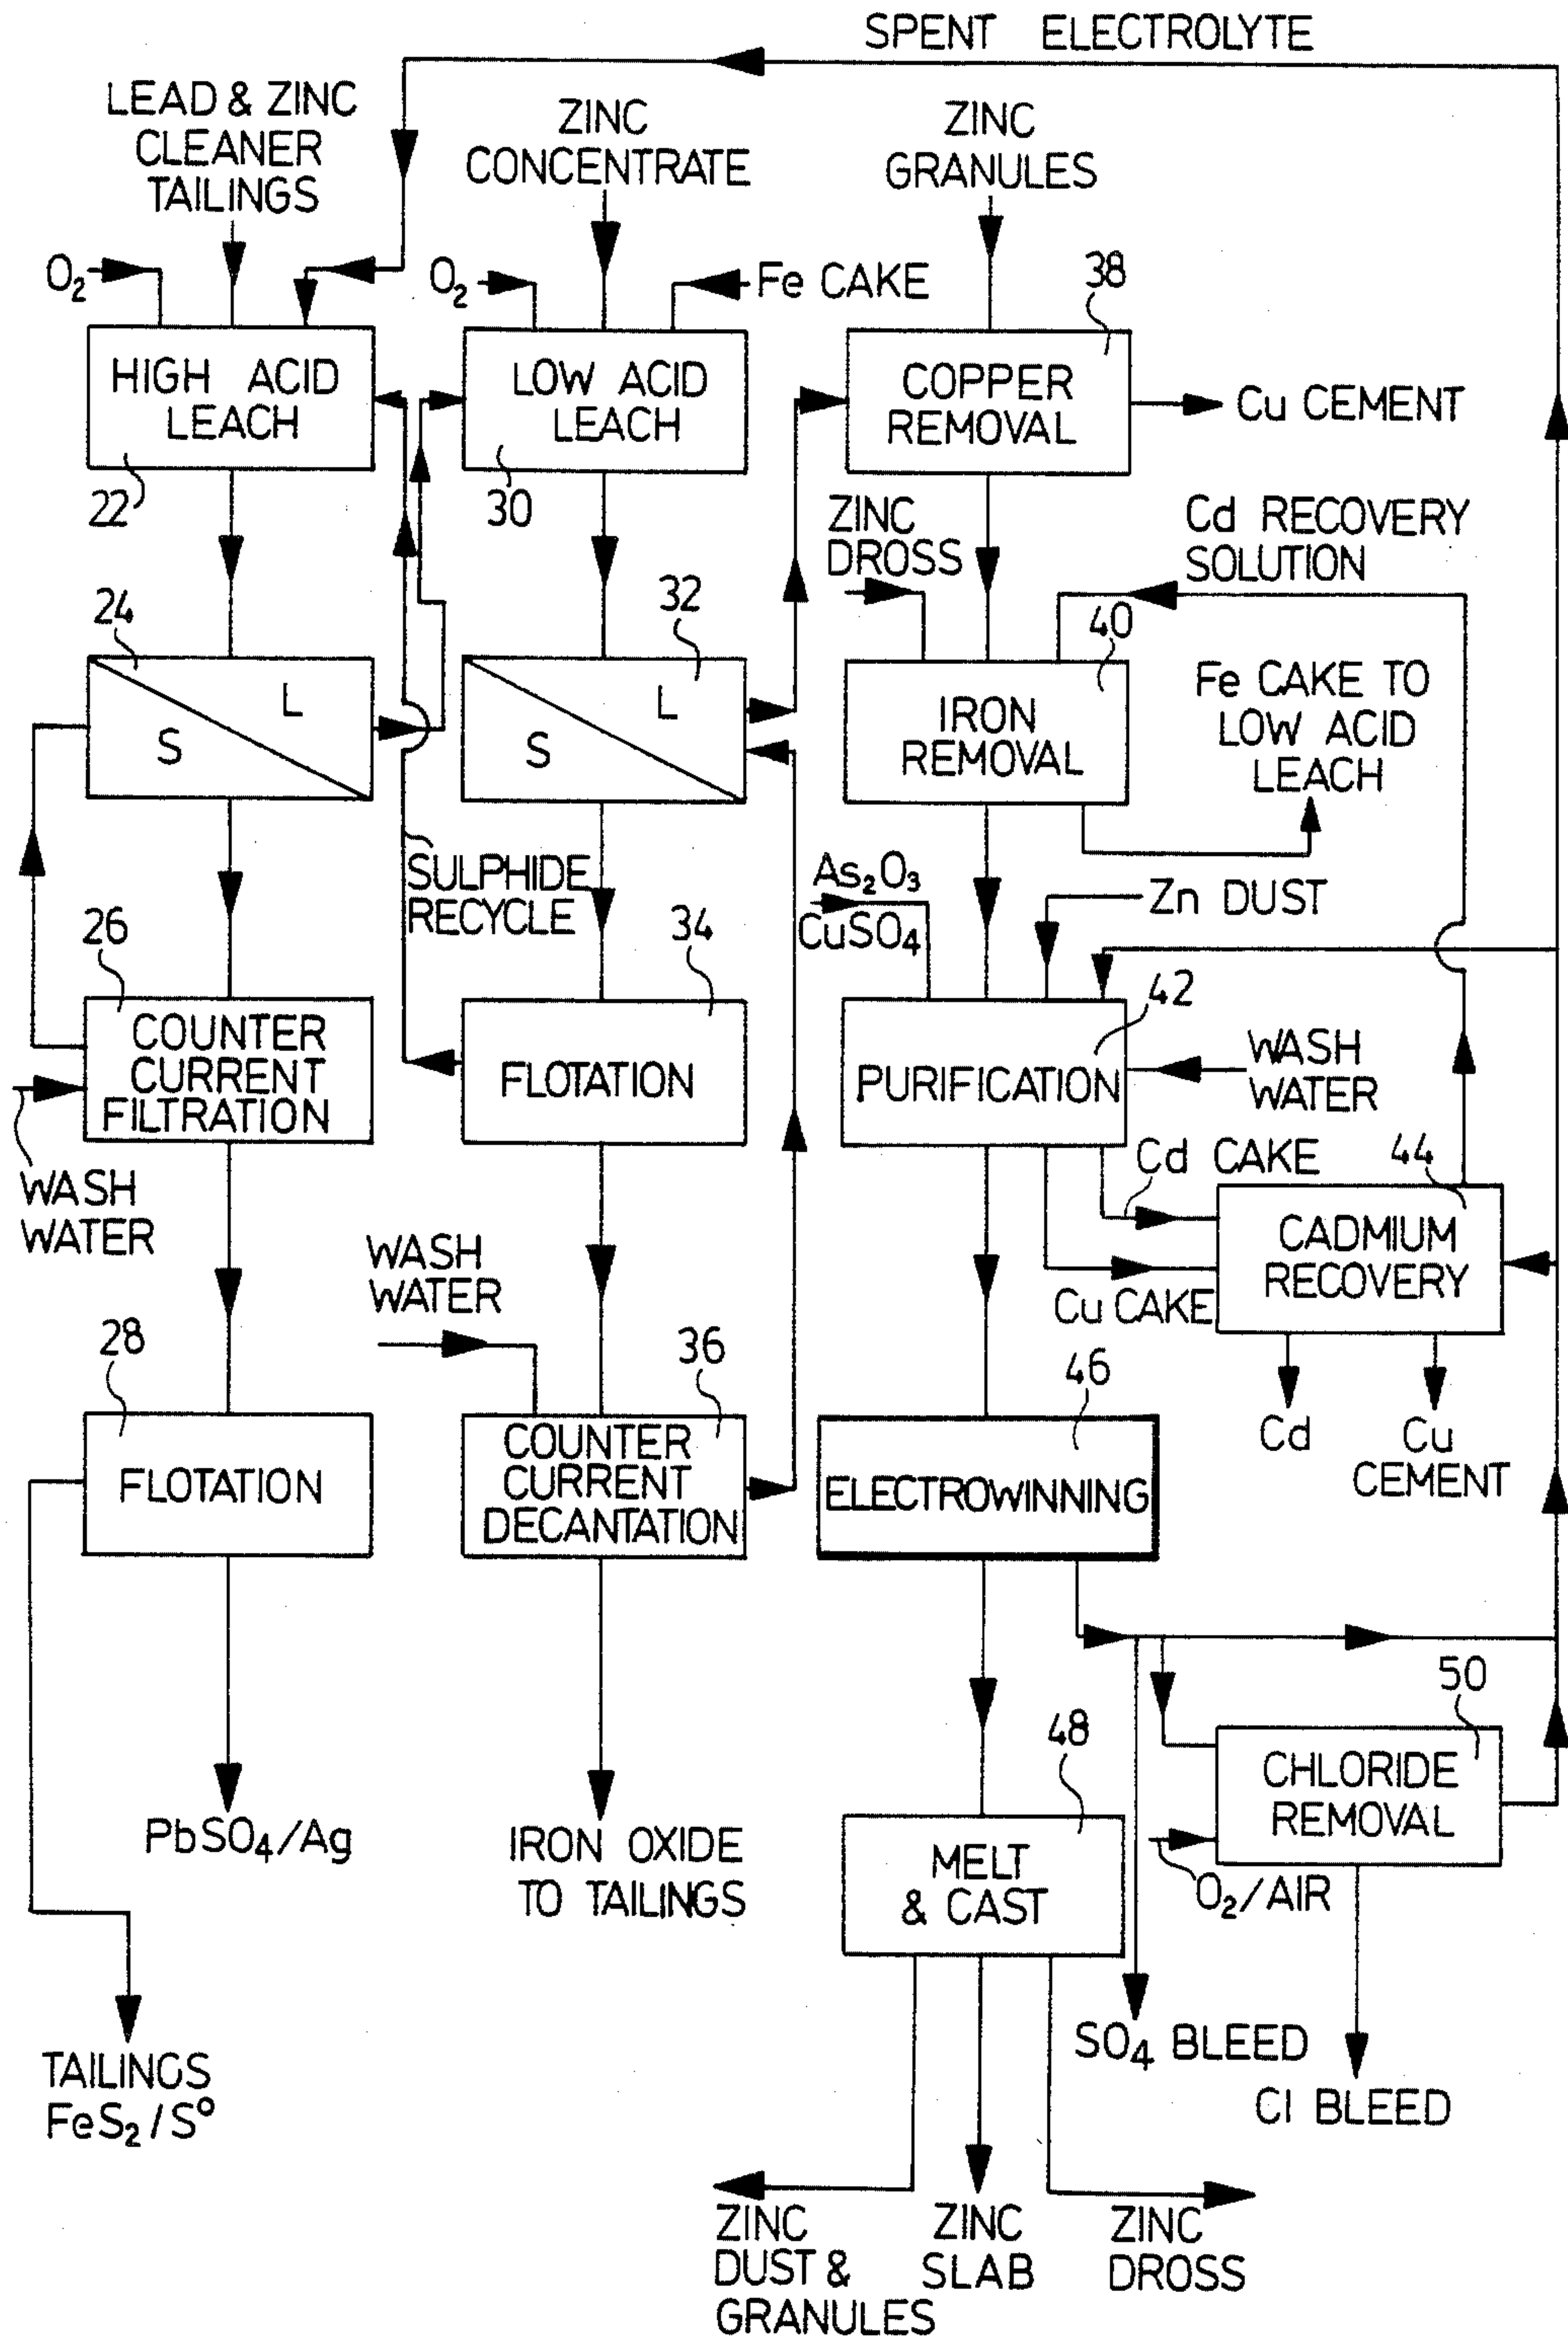 SPENT ELECTROLYTE
LEAD & ZINC
CLEANER
TAILINGS
ZINC
CONCENTRATE
ZINC
GRANULES
O₂
O₂
Fe CAKE
38
HIGH ACID
LEACH
LOW ACID
LEACH
COPPER
REMOVAL
Cu CEMENT
22
30
ZINC
DROSS
Cd RECOVERY
SOLUTION
24
32
40
L
S
L
S
IRON
REMOVAL
Fe CAKE TO
LOW ACID
LEACH
SULPHIDE
RECYCLE
As₂O₃
CuSO₄
Zn DUST
26
34
42
COUNTER
CURRENT
FILTRATION
FLOTATION
PURIFICATION
WASH
WATER
WASH
WATER
Cd CAKE
44
CADMIUM
RECOVERY
Cu CAKE
WASH
WATER
28
36
46
Cd
Cu
CEMENT
FLOTATION
COUNTER
CURRENT
DECANTATION
ELECTROWINNING
50
48
CHLORIDE
REMOVAL
PbSO₄/Ag
IRON OXIDE
TO TAILINGS
MELT
& CAST
O₂/AIR
TAILINGS
FeS₂/S°
SO₄ BLEED
Cl BLEED
ZINC
DUST &
GRANULES
ZINC
SLAB
ZINC
DROSS